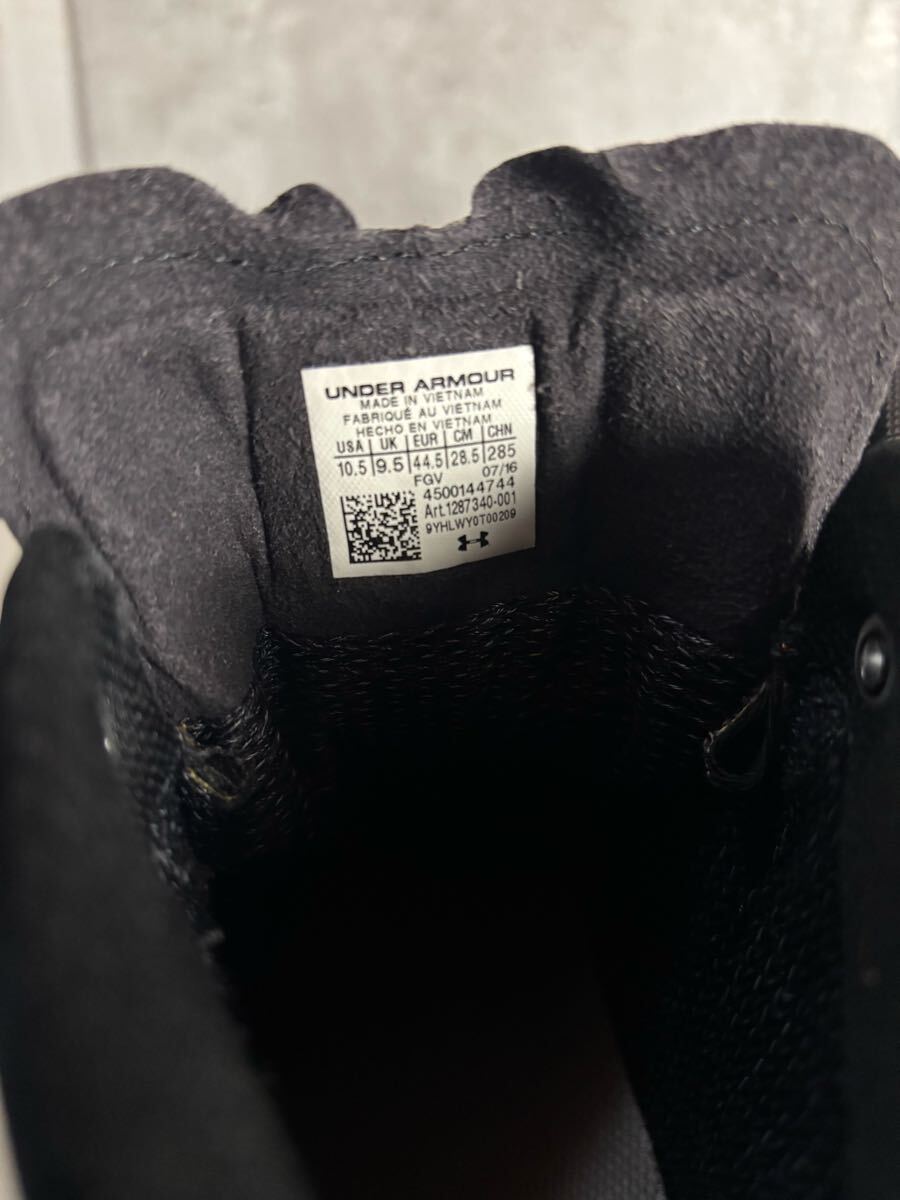 UNDER ARMOUR
MADE IN VIETNAM
FABRIQUÉ AU VIETNAM
HECHO EN VIETNAM
USA UK EUR CM CHN
10.5 9.5 44.5 28.5 285
FGV 07/16
4500144744
Art.1287340-001
9YHLWY0T00209